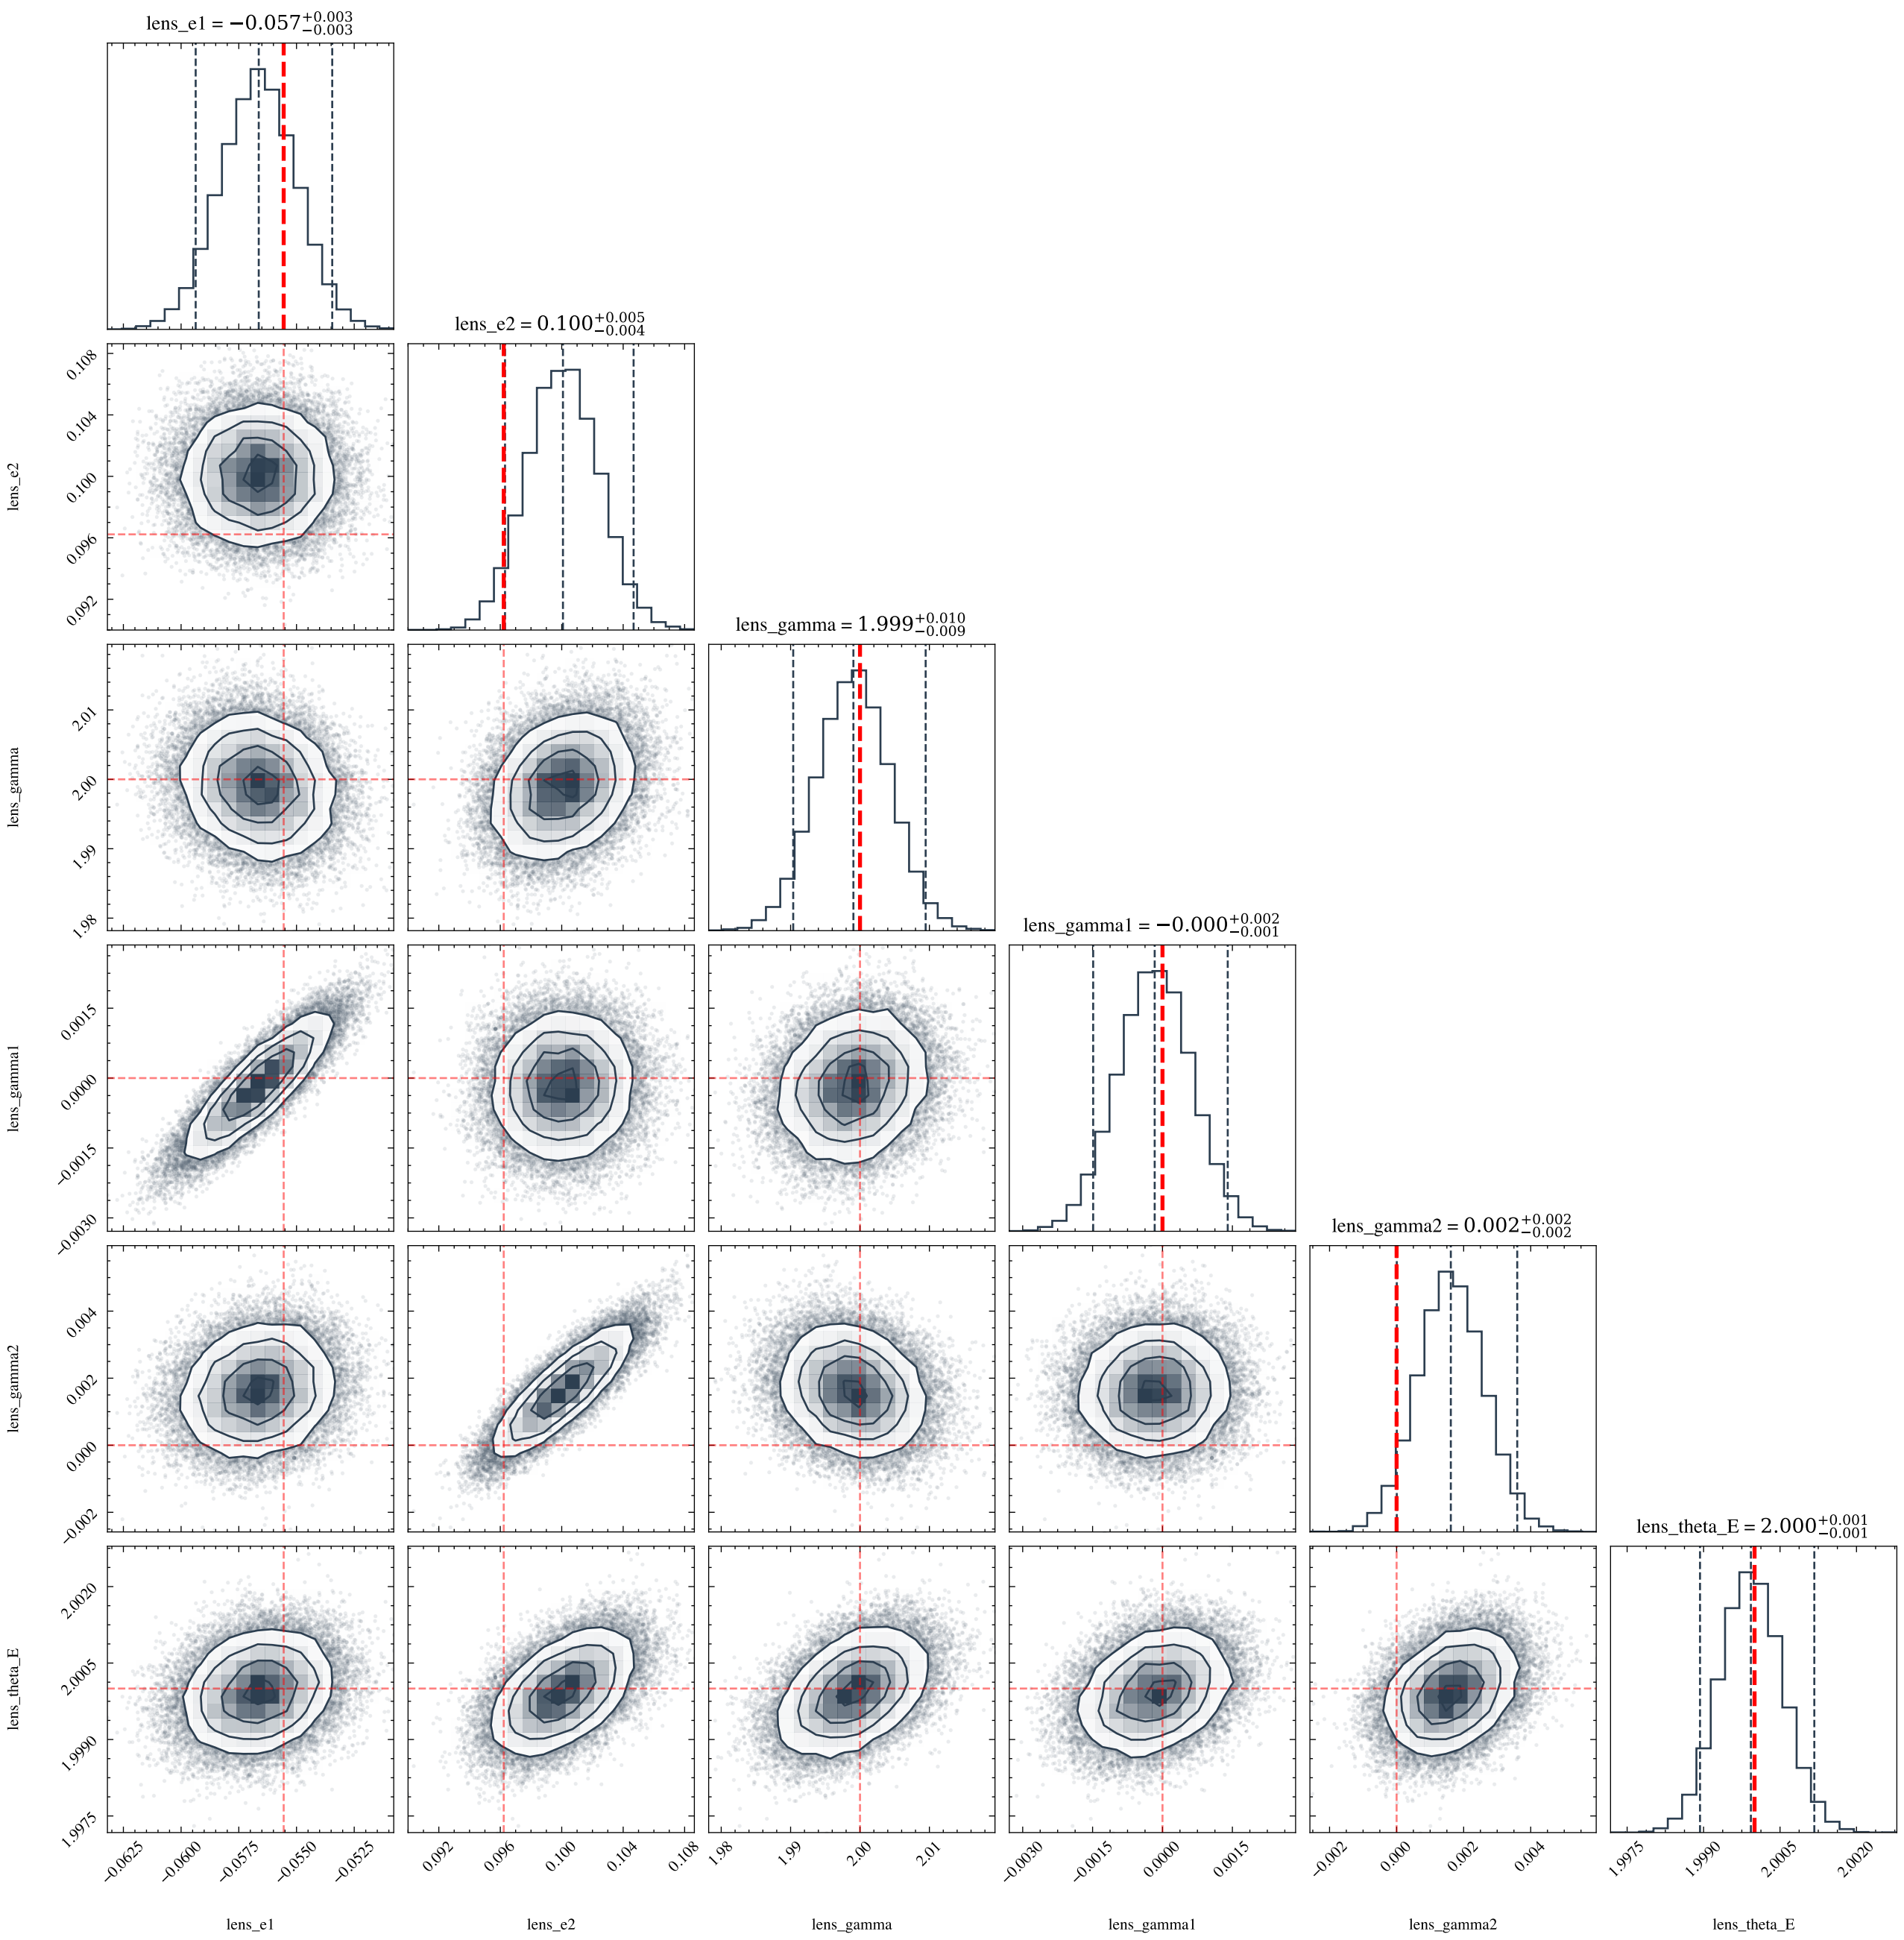 lens_e1 = −0.057 +0.003 −0.003
lens_e2 = 0.100 +0.005 −0.004
0.108
0.104
0.100
0.096
0.092
lens_e2
lens_gamma = 1.999 +0.010 −0.009
2.01
2.00
1.99
1.98
lens_gamma
lens_gamma1 = −0.000 +0.002 −0.001
0.0015
0.0000
−0.0015
−0.0030
lens_gamma1
lens_gamma2 = 0.002 +0.002 −0.002
0.004
0.002
0.000
−0.002
lens_gamma2
lens_theta_E = 2.000 +0.001 −0.001
2.0020
2.0005
1.9990
1.9975
lens_theta_E
−0.0625 −0.0600 −0.0575 −0.0550 −0.0525 0.092 0.096 0.100 0.104 0.108 1.98 1.99 2.00 2.01 −0.0030 −0.0015 0.0000 0.0015 −0.002 0.000 0.002 0.004 1.9975 1.9990 2.0005 2.0020
lens_e1 lens_e2 lens_gamma lens_gamma1 lens_gamma2 lens_theta_E